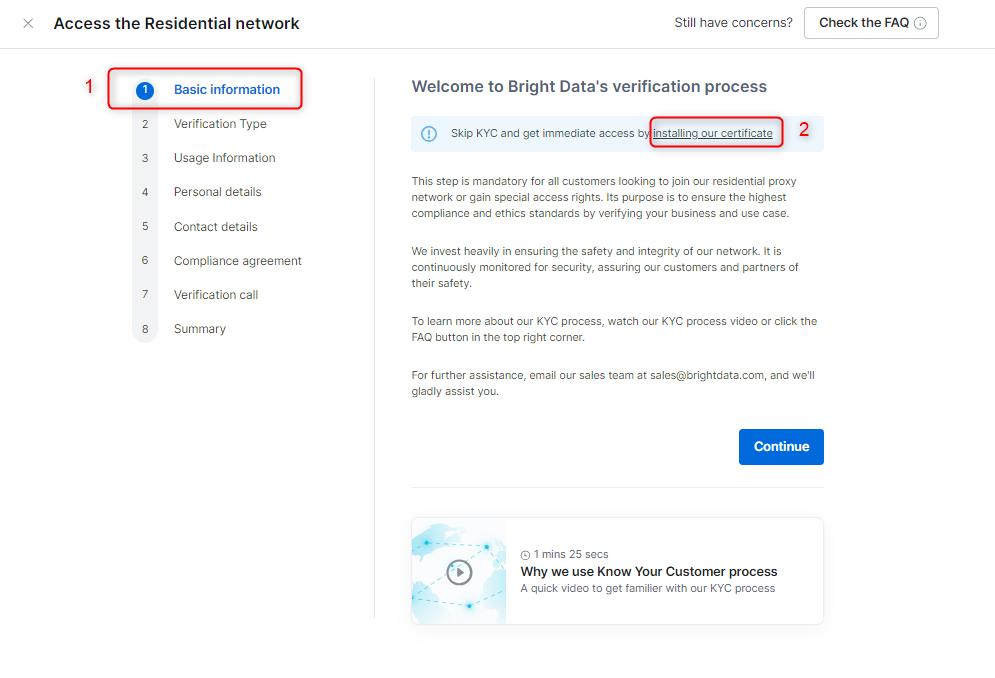 Access the Residential network
Still have concerns?
Check the FAQ
1
1 Basic information
2 Verification Type
3 Usage Information
4 Personal details
5 Contact details
6 Compliance agreement
7 Verification call
8 Summary
Welcome to Bright Data's verification process
Skip KYC and get immediate access by installing our certificate
2
This step is mandatory for all customers looking to join our residential proxy
network or gain special access rights. Its purpose is to ensure the highest
compliance and ethics standards by verifying your business and use case.
We invest heavily in ensuring the safety and integrity of our network. It is
continuously monitored for security, assuring our customers and partners of
their safety.
To learn more about our KYC process, watch our KYC process video or click the
FAQ button in the top right corner.
For further assistance, email our sales team at sales@brightdata.com, and we'll
gladly assist you.
Continue
1 mins 25 secs
Why we use Know Your Customer process
A quick video to get familier with our KYC process